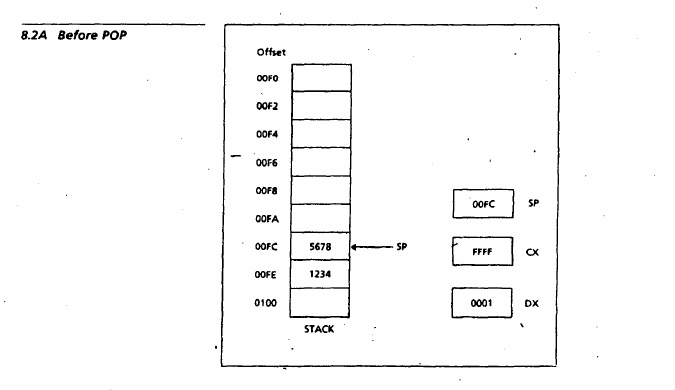 8.2A Before POP
Offset
00F0
00F2
00F4
00F6
00F8
00FA
00FC 5678 SP
00FE 1234
0100
STACK
00FC SP
FFFF CX
0001 DX